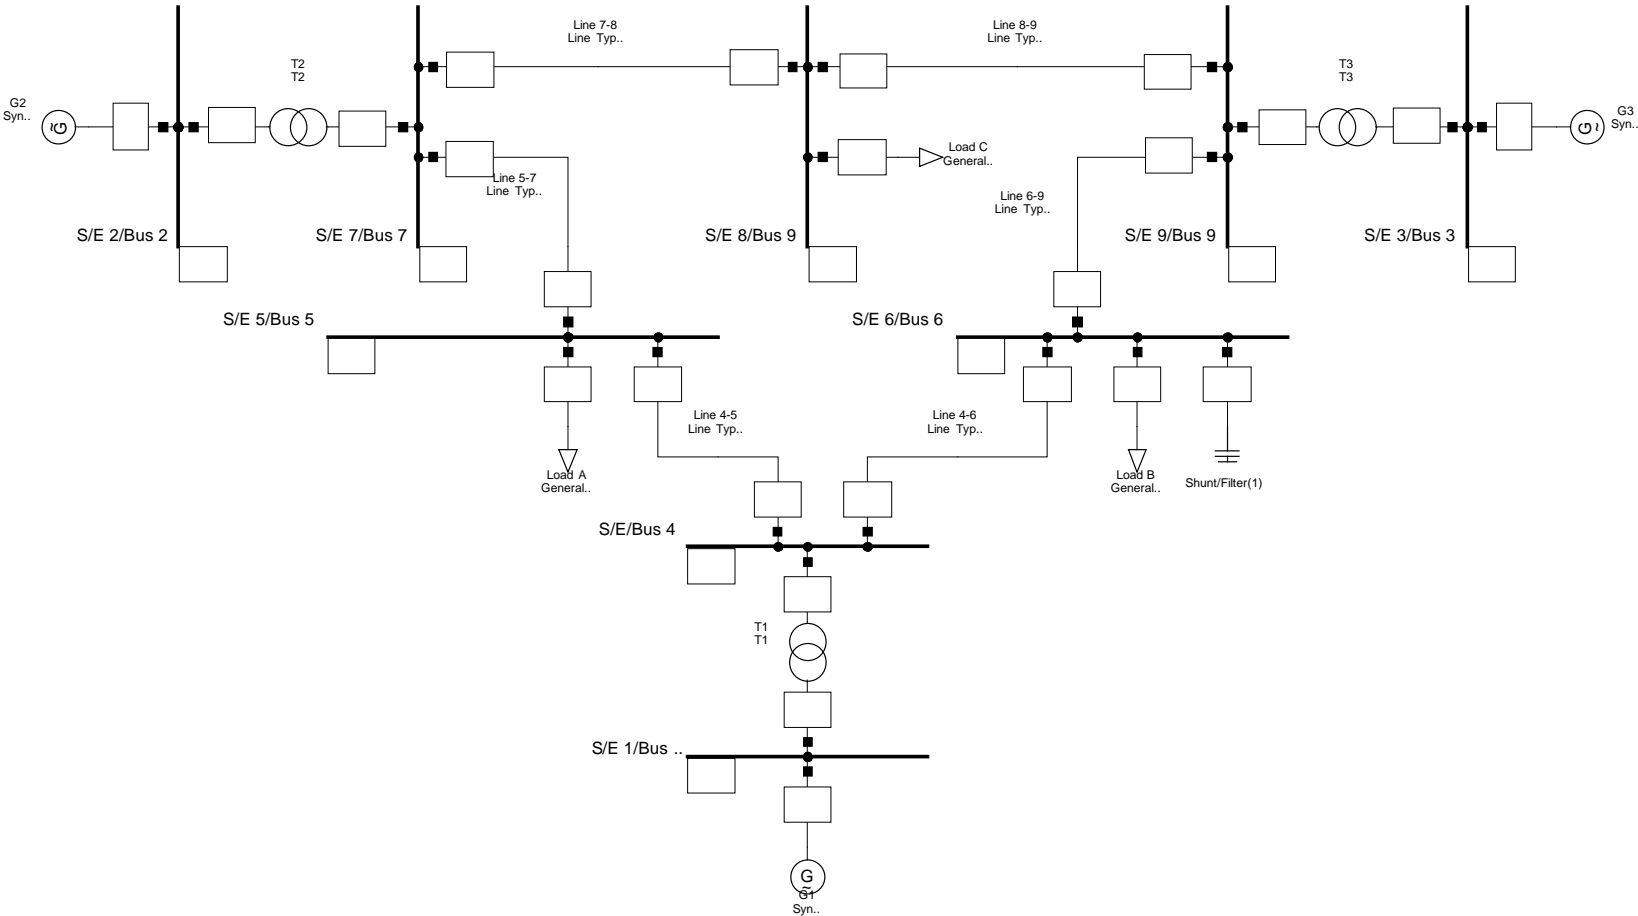 Line 7-8
Line Typ..
Line 8-9
Line Typ..
T2
T2
T3
T3
G2
Syn..
G
G3
Syn..
G
Load C
General..
Line 5-7
Line Typ..
Line 6-9
Line Typ..
S/E 2/Bus 2
S/E 7/Bus 7
S/E 8/Bus 9
S/E 9/Bus 9
S/E 3/Bus 3
S/E 5/Bus 5
S/E 6/Bus 6
Line 4-5
Line Typ..
Line 4-6
Line Typ..
Load A
General..
Load B
General..
Shunt/Filter(1)
S/E/Bus 4
T1
T1
S/E 1/Bus ..
G
G1
Syn..